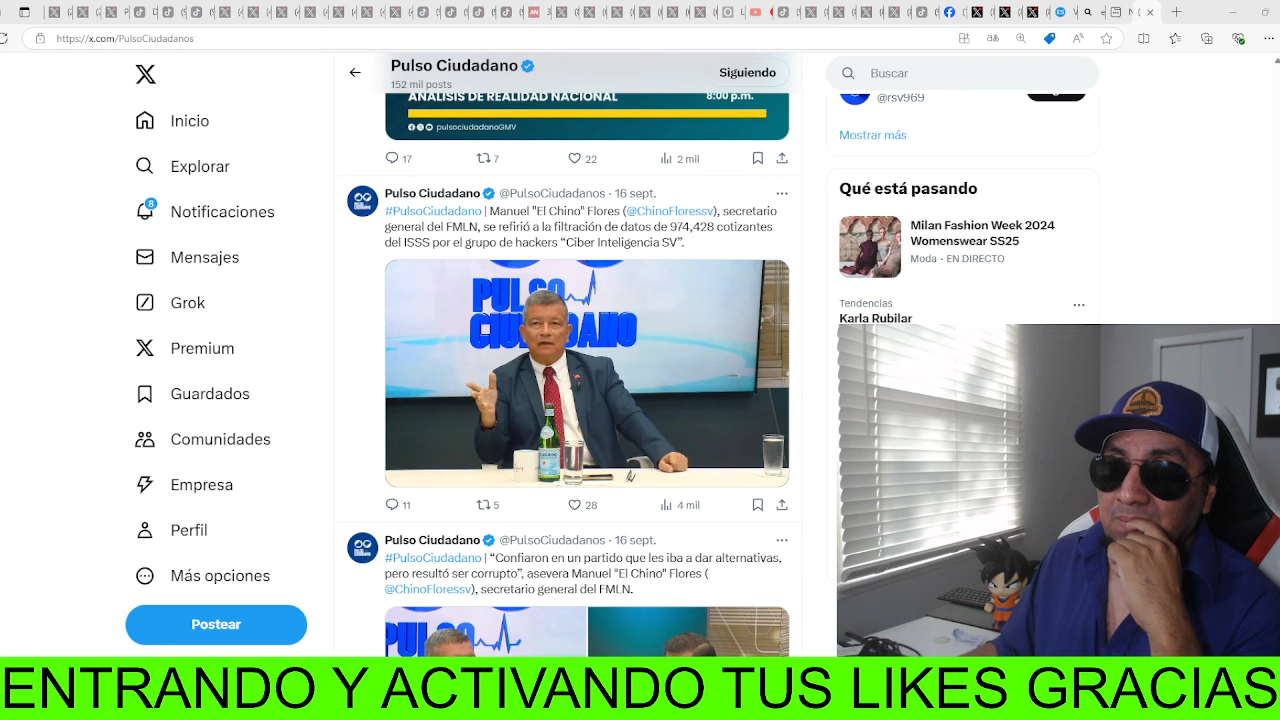 https://x.com/PulsoCiudadanos
Inicio
Explorar
8
Notificaciones
Mensajes
Grok
Premium
Guardados
Comunidades
Empresa
Perfil
Más opciones
Postear
Pulso Ciudadano
152 mil posts
Siguiendo
ANÁLISIS DE REALIDAD NACIONAL
8:00 p.m.
pulsociudadanoGMV
17 7 22 2 mil
Pulso Ciudadano @PulsoCiudadanos · 16 sept.
#PulsoCiudadano | Manuel "El Chino" Flores (@ChinoFloressv), secretario
general del FMLN, se refirió a la filtración de datos de 974,428 cotizantes
del ISSS por el grupo de hackers “Ciber Inteligencia SV”.
PULSO
CIUDADANO
11 5 28 4 mil
Pulso Ciudadano @PulsoCiudadanos · 16 sept.
#PulsoCiudadano | “Confiaron en un partido que les iba a dar alternativas,
pero resultó ser corrupto”, asevera Manuel "El Chino" Flores (
@ChinoFloressv), secretario general del FMLN.
PULSO
Buscar
@rsv969
Mostrar más
Qué está pasando
Milan Fashion Week 2024
Womenswear SS25
Moda · EN DIRECTO
Tendencias
Karla Rubilar
ENTRANDO Y ACTIVANDO TUS LIKES GRACIAS